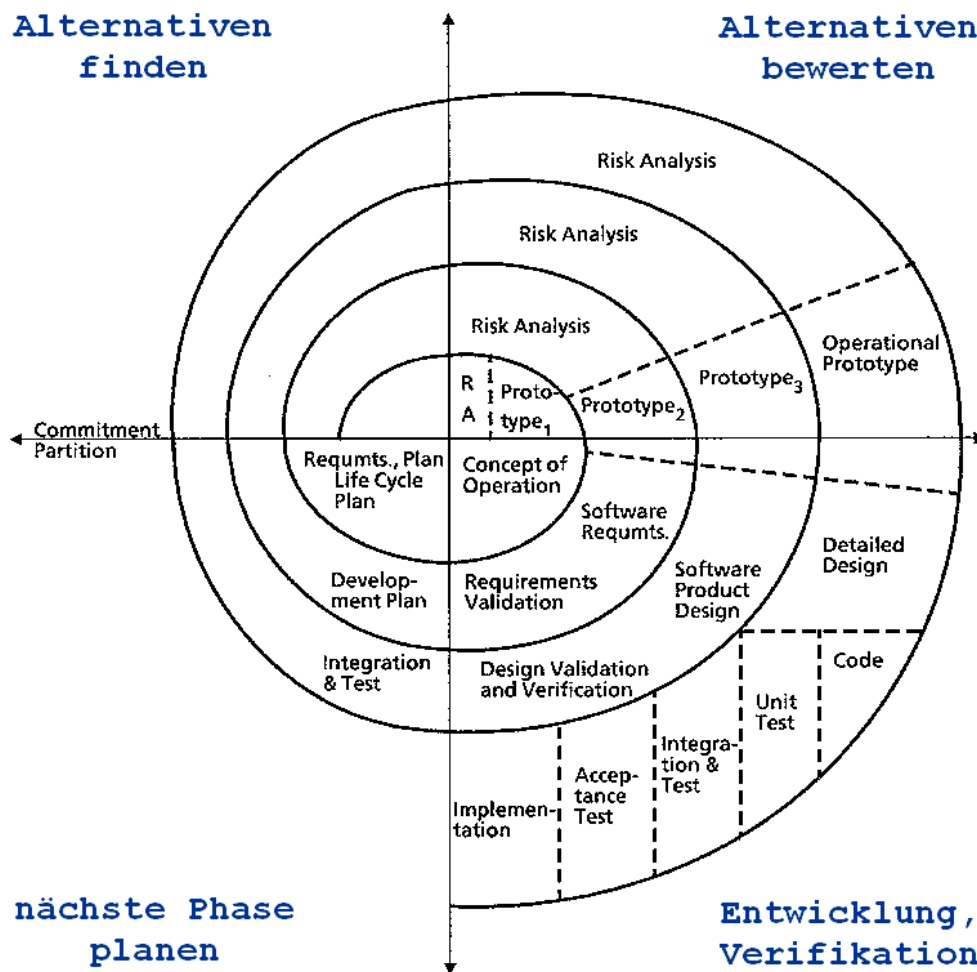 Alternativen
finden
Alternativen
bewerten
Risk Analysis
Risk Analysis
Risk Analysis
Operational
Prototype
Prototype3
Prototype2
R
A
Proto-
type1
Commitment
Partition
Requmts., Plan
Life Cycle
Plan
Concept of
Operation
Software
Requmts.
Detailed
Design
Develop-
ment Plan
Requirements
Validation
Software
Product
Design
Integration
& Test
Design Validation
and Verification
Code
Unit
Test
Integra-
tion &
Test
Accep-
tance
Test
Implemen-
tation
nächste Phase
planen
Entwicklung,
Verifikation